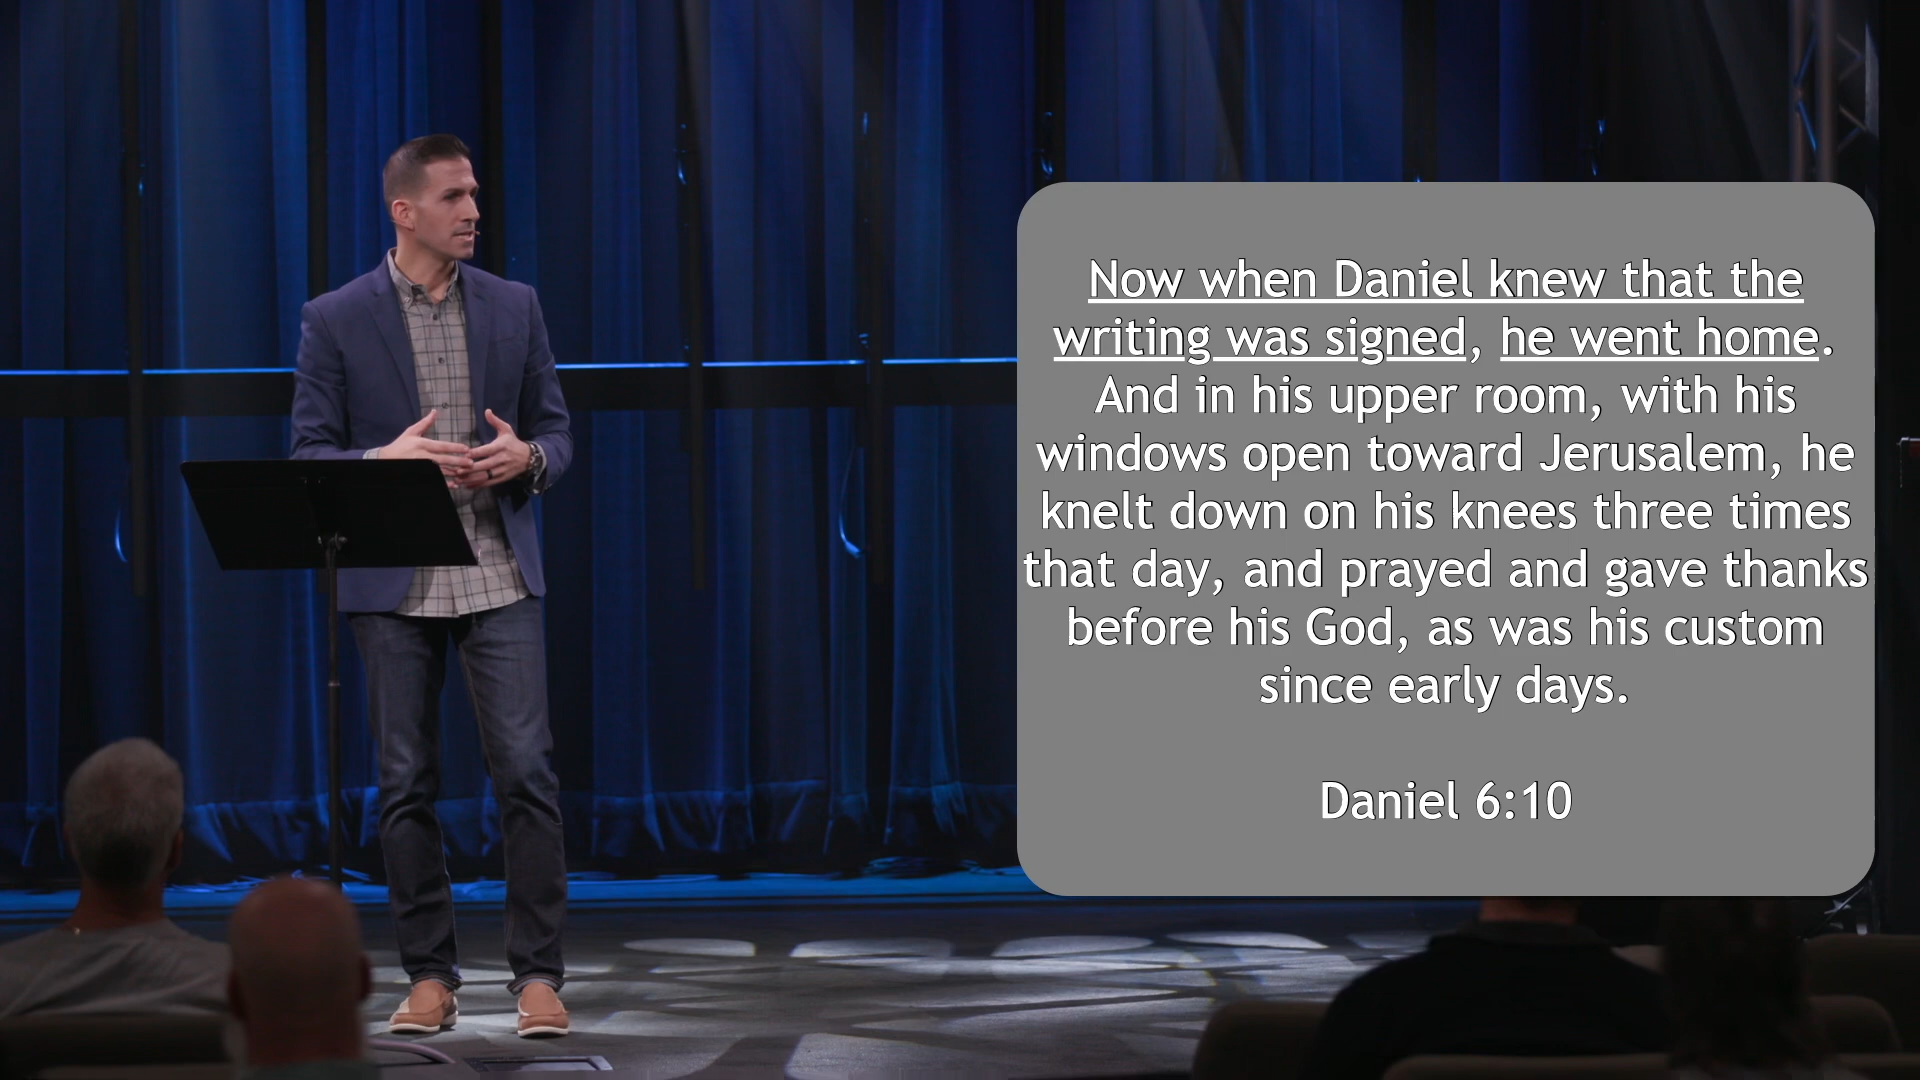 Now when Daniel knew that the
writing was signed, he went home.
And in his upper room, with his
windows open toward Jerusalem, he
knelt down on his knees three times
that day, and prayed and gave thanks
before his God, as was his custom
since early days.
Daniel 6:10